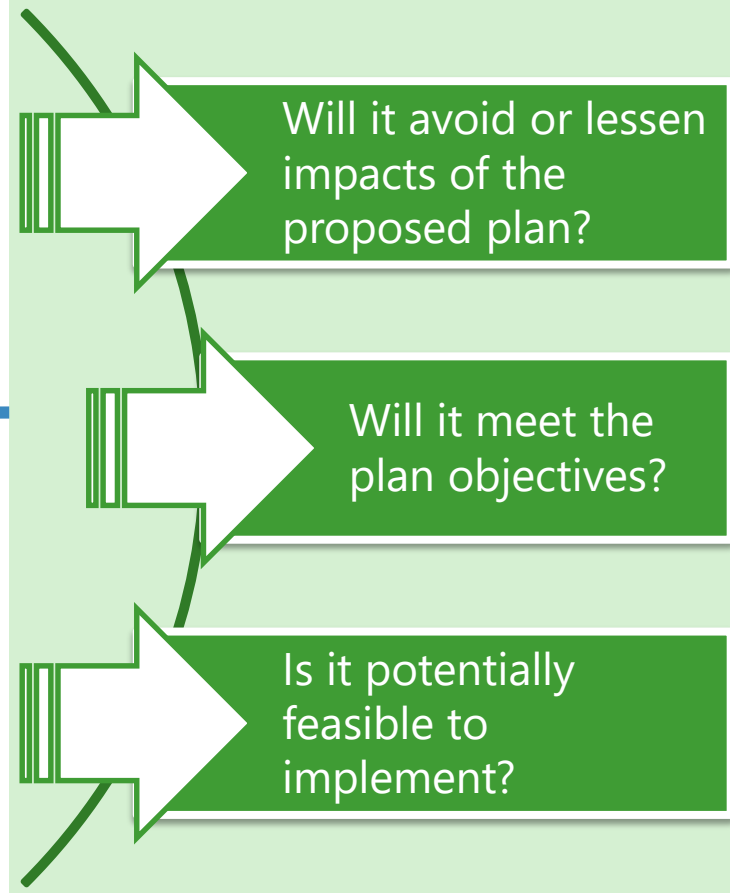 Will it avoid or lessen
impacts of the
proposed plan?
Will it meet the
plan objectives?
Is it potentially
feasible to
implement?